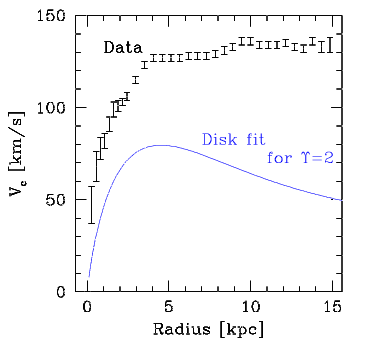 150
100
50
0
V_c [km/s]
Data
Disk fit
for ϒ=2
0 5 10 15
Radius [kpc]